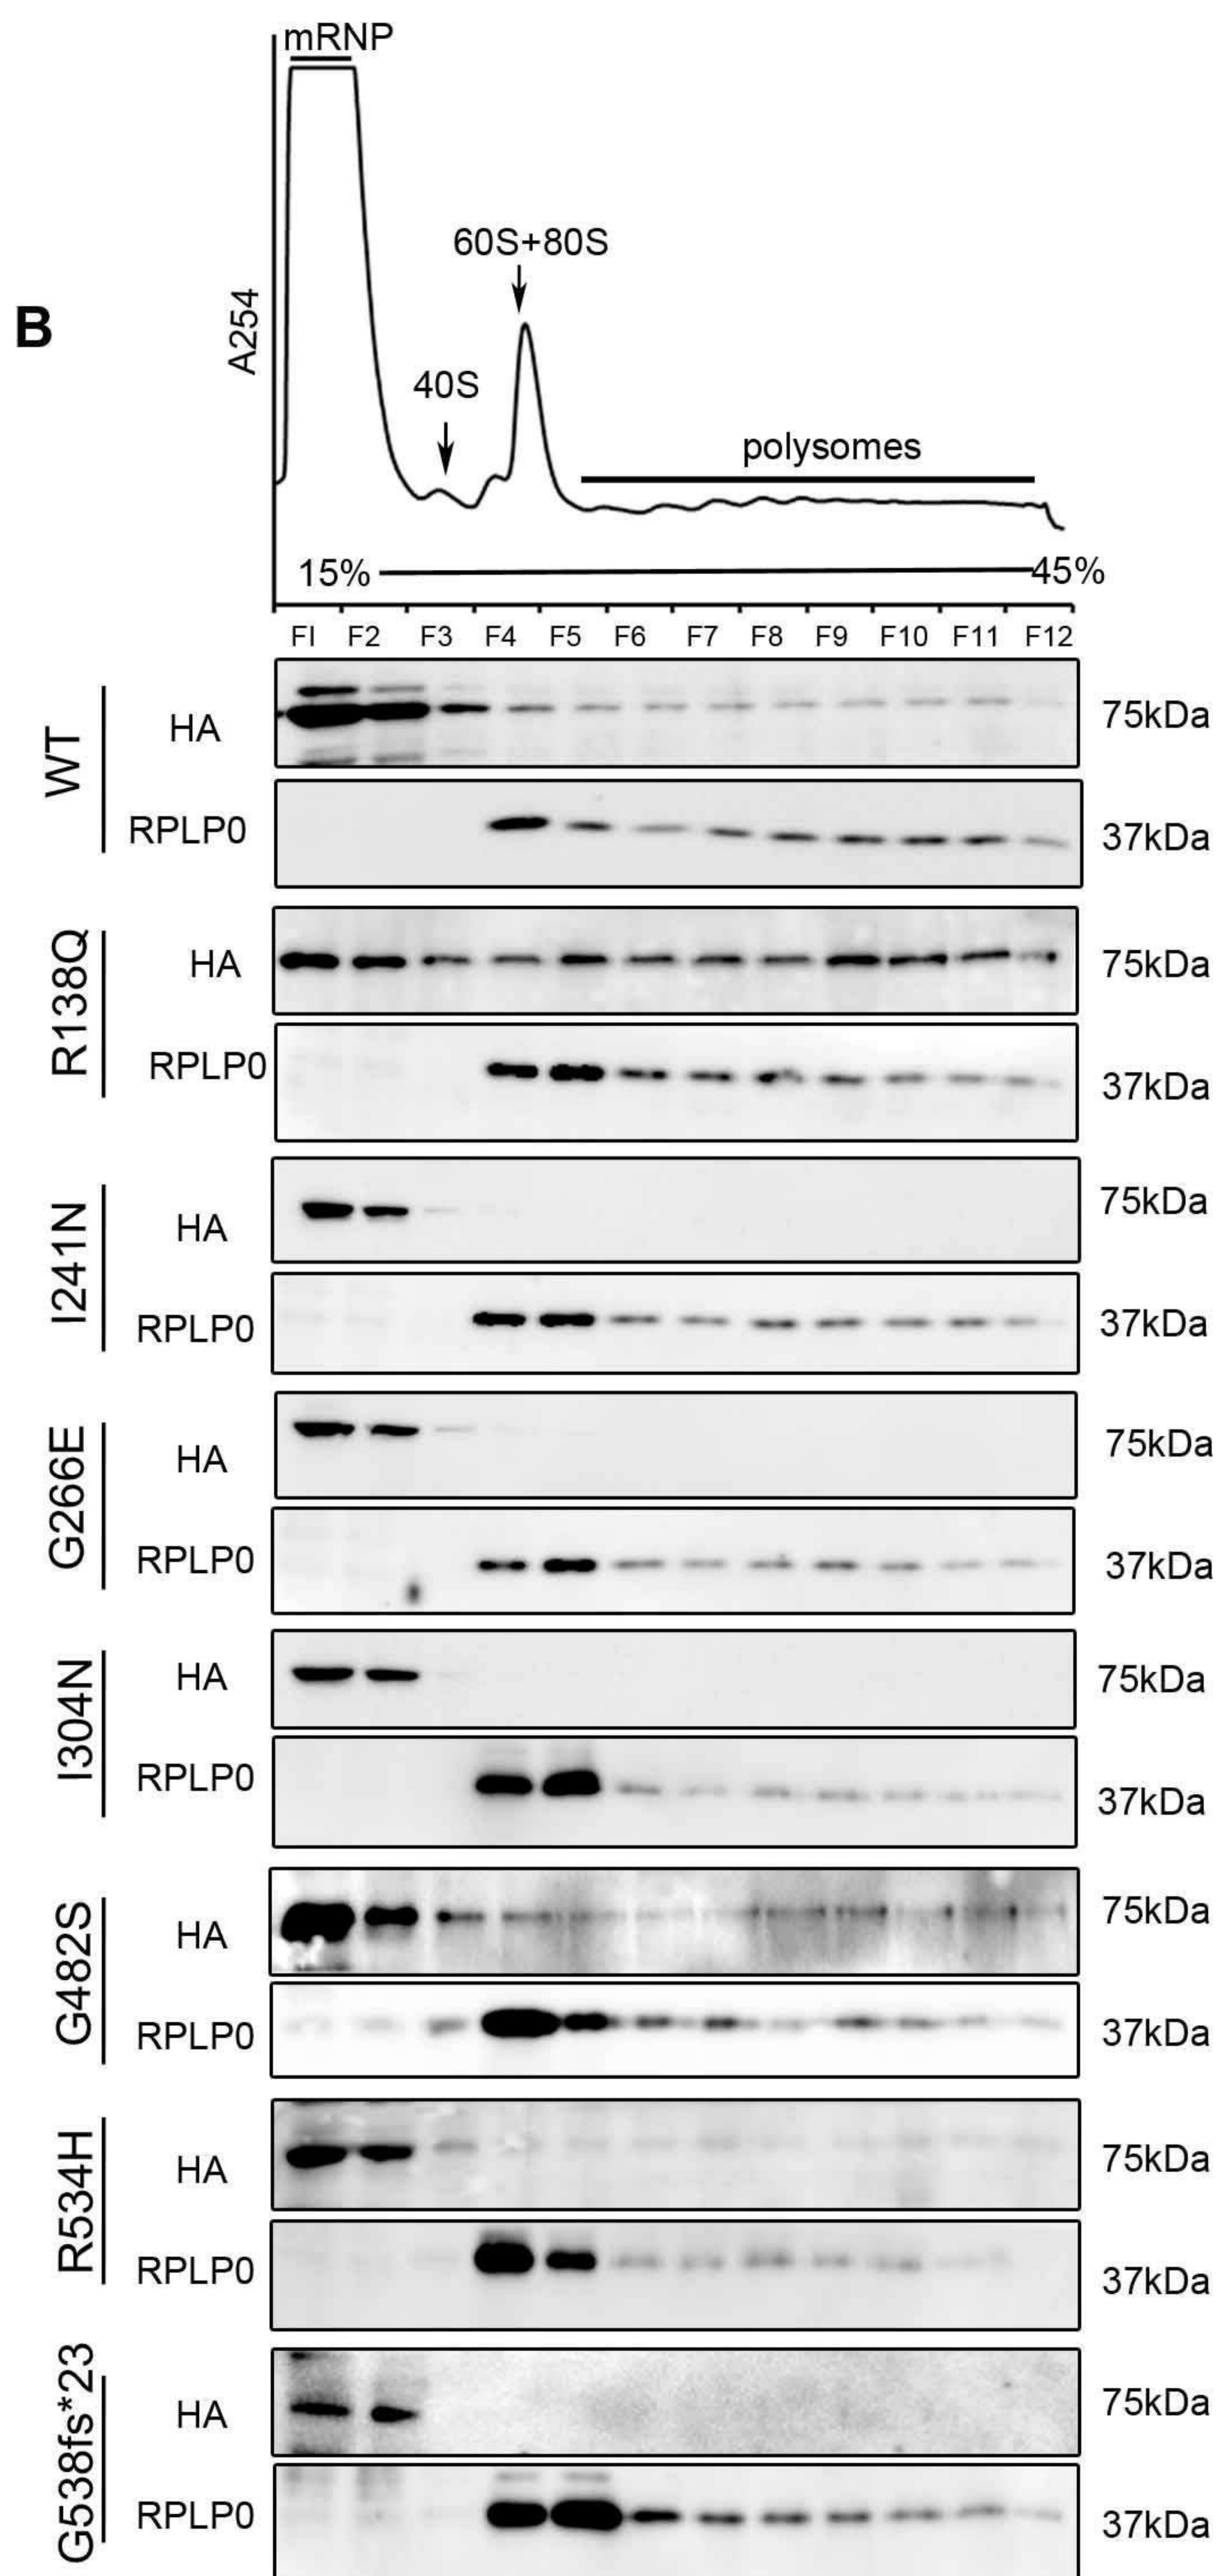 mRNP
60S+80S
B
A254
40S
polysomes
15% 45%
F1 F2 F3 F4 F5 F6 F7 F8 F9 F10 F11 F12
WT
HA 75kDa
RPLP0 37kDa
R138Q
HA 75kDa
RPLP0 37kDa
I241N
HA 75kDa
RPLP0 37kDa
G266E
HA 75kDa
RPLP0 37kDa
I304N
HA 75kDa
RPLP0 37kDa
G482S
HA 75kDa
RPLP0 37kDa
R534H
HA 75kDa
RPLP0 37kDa
G538fs*23
HA 75kDa
RPLP0 37kDa